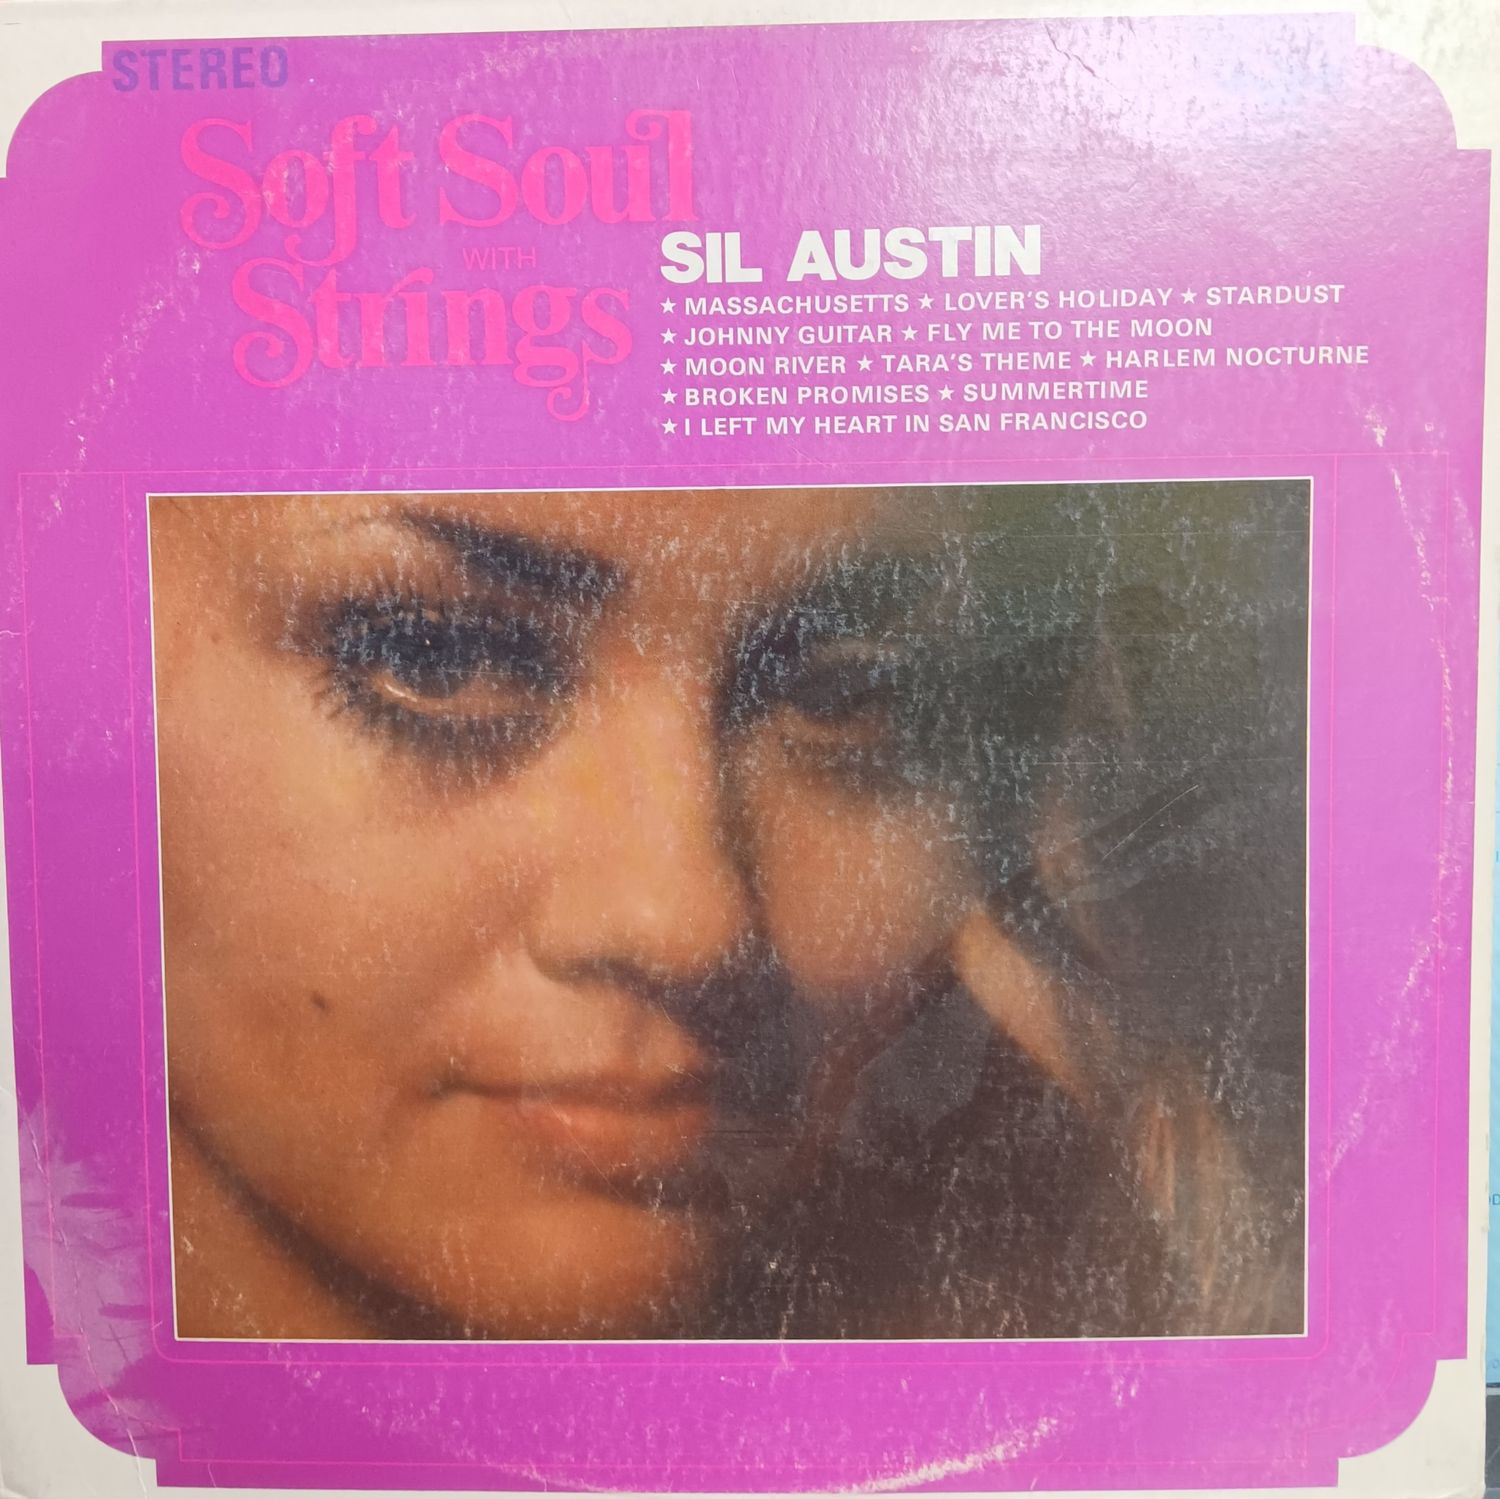 STEREO
Soft Soul
WITH
Strings
SIL AUSTIN
★ MASSACHUSETTS ★ LOVER'S HOLIDAY ★ STARDUST
★ JOHNNY GUITAR ★ FLY ME TO THE MOON
★ MOON RIVER ★ TARA'S THEME ★ HARLEM NOCTURNE
★ BROKEN PROMISES ★ SUMMERTIME
★ I LEFT MY HEART IN SAN FRANCISCO